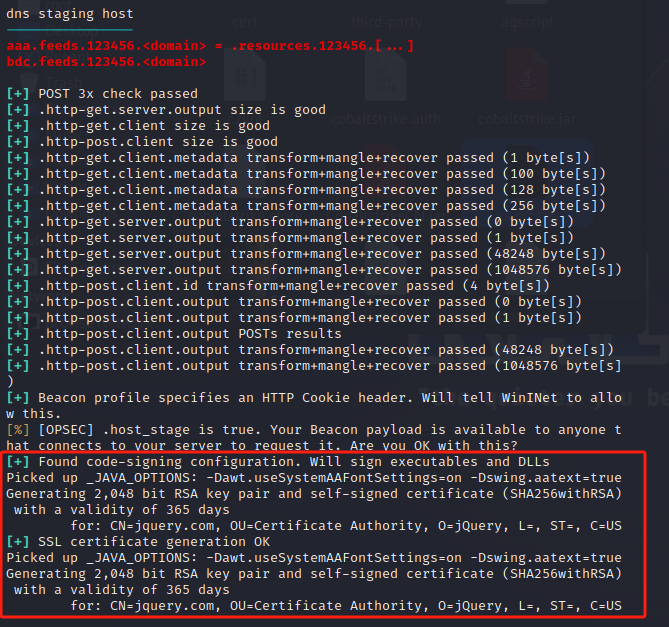 dns staging host
aaa.feeds.123456.<domain> = .resources.123456.[...]
bdc.feeds.123456.<domain>
[+] POST 3x check passed
[+] .http-get.server.output size is good
[+] .http-get.client size is good
[+] .http-post.client size is good
[+] .http-get.client.metadata transform+mangle+recover passed (1 byte[s])
[+] .http-get.client.metadata transform+mangle+recover passed (100 byte[s])
[+] .http-get.client.metadata transform+mangle+recover passed (128 byte[s])
[+] .http-get.client.metadata transform+mangle+recover passed (256 byte[s])
[+] .http-get.server.output transform+mangle+recover passed (0 byte[s])
[+] .http-get.server.output transform+mangle+recover passed (1 byte[s])
[+] .http-get.server.output transform+mangle+recover passed (48248 byte[s])
[+] .http-get.server.output transform+mangle+recover passed (1048576 byte[s])
[+] .http-post.client.id transform+mangle+recover passed (4 byte[s])
[+] .http-post.client.output transform+mangle+recover passed (0 byte[s])
[+] .http-post.client.output transform+mangle+recover passed (1 byte[s])
[+] .http-post.client.output POSTs results
[+] .http-post.client.output transform+mangle+recover passed (48248 byte[s])
[+] .http-post.client.output transform+mangle+recover passed (1048576 byte[s]
)
[+] Beacon profile specifies an HTTP Cookie header. Will tell WinINet to allo
w this.
[%] [OPSEC] .host_stage is true. Your Beacon payload is available to anyone t
hat connects to your server to request it. Are you OK with this?
[+] Found code-signing configuration. Will sign executables and DLLs
Picked up _JAVA_OPTIONS: -Dawt.useSystemAAFontSettings=on -Dswing.aatext=true
Generating 2,048 bit RSA key pair and self-signed certificate (SHA256withRSA)
 with a validity of 365 days
        for: CN=jquery.com, OU=Certificate Authority, O=jQuery, L=, ST=, C=US
[+] SSL certificate generation OK
Picked up _JAVA_OPTIONS: -Dawt.useSystemAAFontSettings=on -Dswing.aatext=true
Generating 2,048 bit RSA key pair and self-signed certificate (SHA256withRSA)
 with a validity of 365 days
        for: CN=jquery.com, OU=Certificate Authority, O=jQuery, L=, ST=, C=US
cert
third-party
agscript
cobaltstrike.auth
cobaltstrike.jar